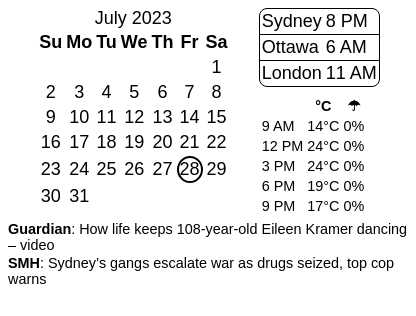 July 2023
Su Mo Tu We Th Fr Sa
1
2 3 4 5 6 7 8
9 10 11 12 13 14 15
16 17 18 19 20 21 22
23 24 25 26 27 28 29
30 31
Sydney 8 PM
Ottawa 6 AM
London 11 AM
°C ☂
9 AM 14°C 0%
12 PM 24°C 0%
3 PM 24°C 0%
6 PM 19°C 0%
9 PM 17°C 0%
Guardian: How life keeps 108-year-old Eileen Kramer dancing
– video
SMH: Sydney’s gangs escalate war as drugs seized, top cop
warns